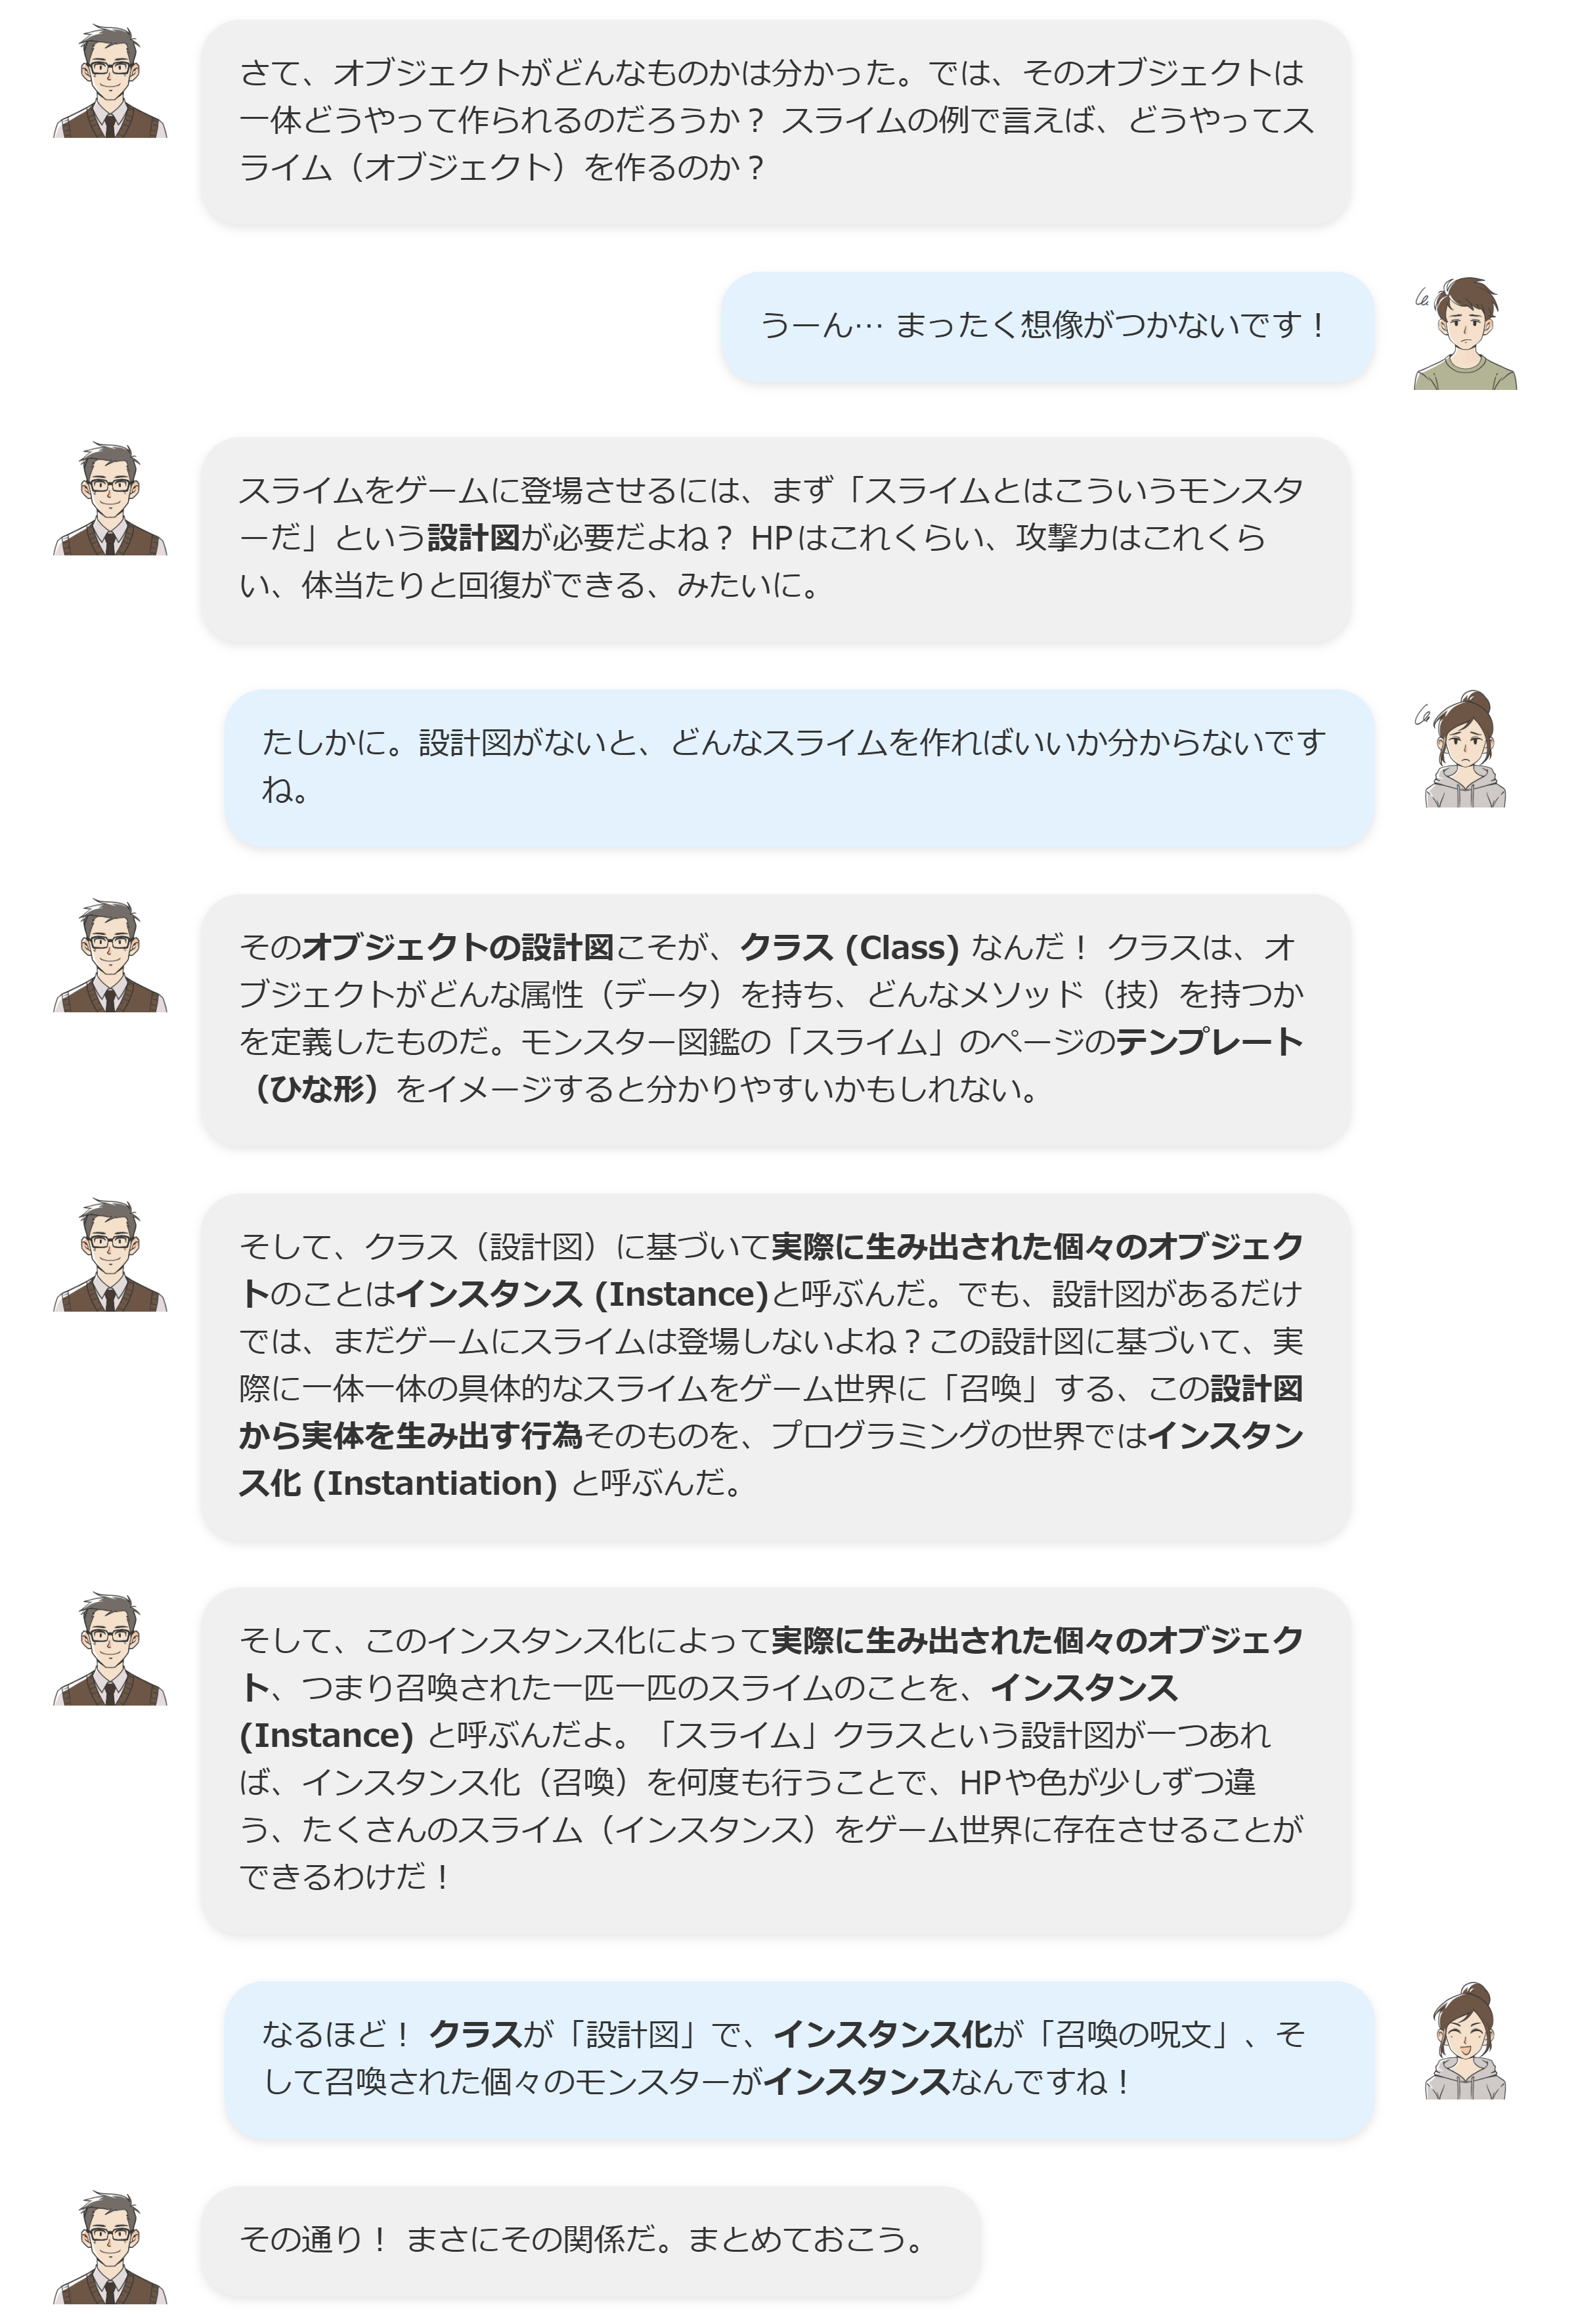 さて、オブジェクトがどんなものかは分かった。では、そのオブジェクトは
一体どうやって作られるのだろうか？ スライムの例で言えば、どうやってス
ライム（オブジェクト）を作るのか？
うーん… まったく想像がつかないです！
スライムをゲームに登場させるには、まず「スライムとはこういうモンスタ
ーだ」という設計図が必要だよね？ HPはこれくらい、攻撃力はこれくら
い、体当たりと回復ができる、みたいに。
たしかに。設計図がないと、どんなスライムを作ればいいか分からないです
ね。
そのオブジェクトの設計図こそが、クラス (Class) なんだ！ クラスは、オ
ブジェクトがどんな属性（データ）を持ち、どんなメソッド（技）を持つか
を定義したものだ。モンスター図鑑の「スライム」のページのテンプレート
（ひな形）をイメージすると分かりやすいかもしれない。
そして、クラス（設計図）に基づいて実際に生み出された個々のオブジェク
トのことはインスタンス (Instance)と呼ぶんだ。でも、設計図があるだけ
では、まだゲームにスライムは登場しないよね？この設計図に基づいて、実
際に一体一体の具体的なスライムをゲーム世界に「召喚」する、この設計図
から実体を生み出す行為そのものを、プログラミングの世界ではインスタン
ス化 (Instantiation) と呼ぶんだ。
そして、このインスタンス化によって実際に生み出された個々のオブジェク
ト、つまり召喚された一匹一匹のスライムのことを、インスタンス
(Instance) と呼ぶんだよ。「スライム」クラスという設計図が一つあれ
ば、インスタンス化（召喚）を何度も行うことで、HPや色が少しずつ違
う、たくさんのスライム（インスタンス）をゲーム世界に存在させることが
できるわけだ！
なるほど！ クラスが「設計図」で、インスタンス化が「召喚の呪文」、そ
して召喚された個々のモンスターがインスタンスなんですね！
その通り！ まさにその関係だ。まとめておこう。